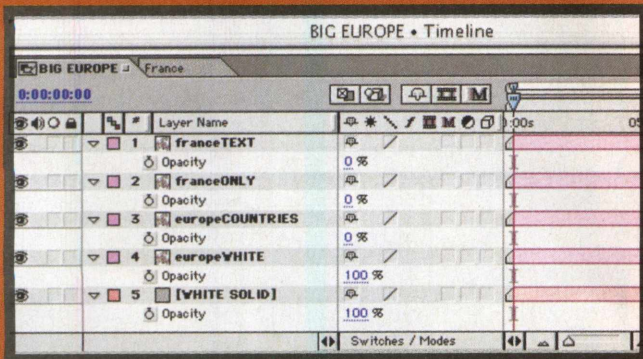 BIG EUROPE • Timeline
BIG EUROPE France
0:00:00:00
M
# Layer Name M :00s 05
1 franceTEXT
Opacity 0 %
2 franceONLY
Opacity 0 %
3 europeCOUNTRIES
Opacity 0 %
4 europeWHITE
Opacity 100 %
5 [WHITE SOLID]
Opacity 100 %
Switches / Modes